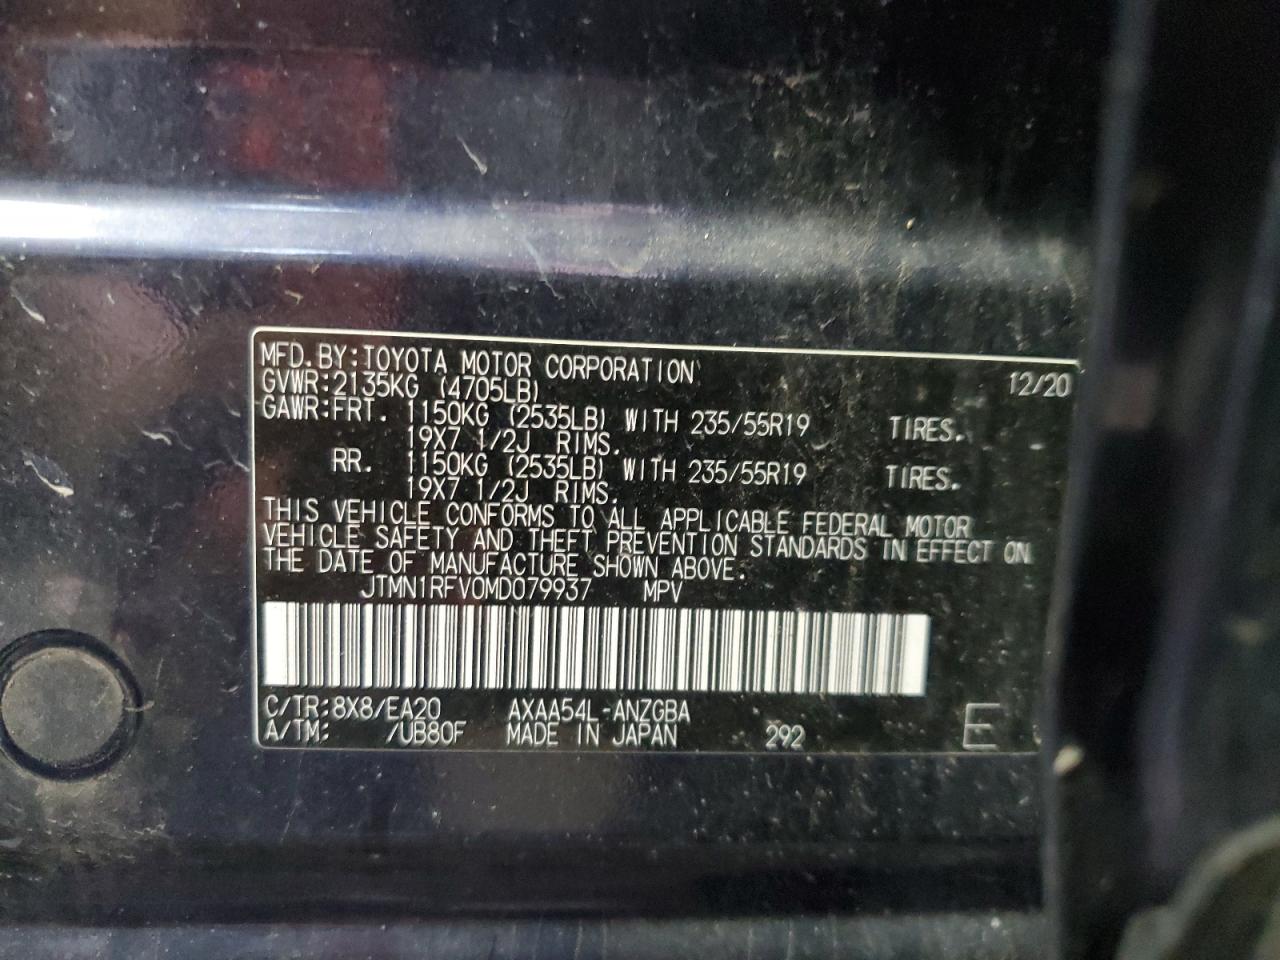 MFD.BY:TOYOTA MOTOR CORPORATION 12/20
GVWR:2135KG (4705LB)
GAWR:FRT. 1150KG (2535LB) WITH 235/55R19 TIRES.
19X7 1/2J RIMS.
RR. 1150KG (2535LB) WITH 235/55R19 TIRES.
19X7 1/2J RIMS.
THIS VEHICLE CONFORMS TO ALL APPLICABLE FEDERAL MOTOR
VEHICLE SAFETY AND THEFT PREVENTION STANDARDS IN EFFECT ON
THE DATE OF MANUFACTURE SHOWN ABOVE.
JTMN1RFV0MD079937 MPV
C/TR:8X8/EA20 AXAA54L-ANZGBA
A/TM: /UB80F MADE IN JAPAN 292 E